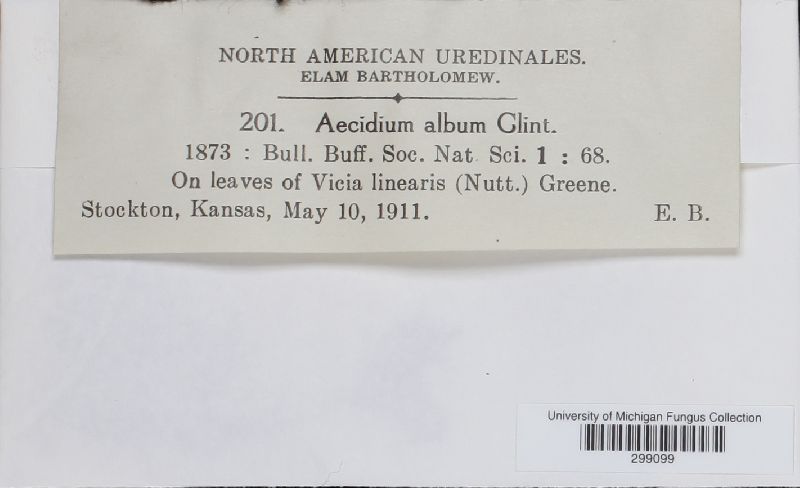 NORTH AMERICAN UREDINALES.
ELAM BARTHOLOMEW.
201. Aecidium album Clint.
1873 : Bull. Buff. Soc. Nat. Sci. 1 : 68.
On leaves of Vicia linearis (Nutt.) Greene.
Stockton, Kansas, May 10, 1911. E. B.
University of Michigan Fungus Collection
299099